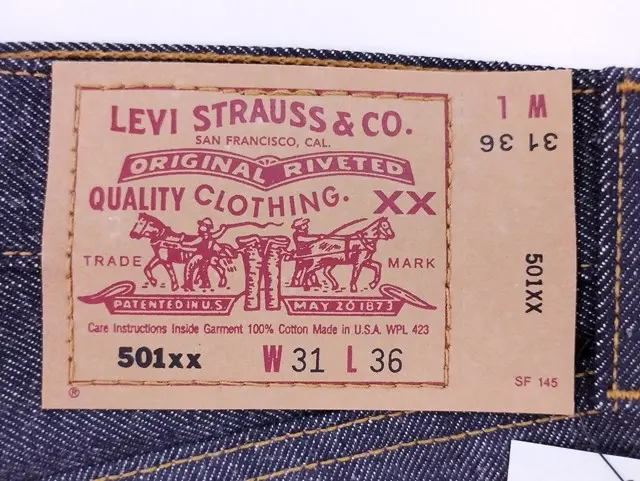 LEVI STRAUSS & CO.
SAN FRANCISCO, CAL.
ORIGINAL RIVETED
QUALITY CLOTHING. XX
TRADE MARK
PATENTED IN U.S. MAY 20 1873
Care Instructions Inside Garment 100% Cotton Made in U.S.A. WPL 423
501xx W 31 L 36
®
W L
31 36
501XX
SF 145